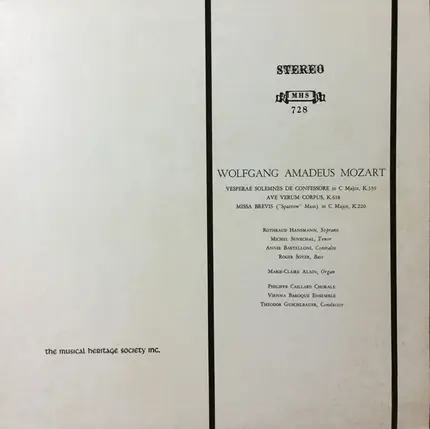 STEREO
MHS
728
WOLFGANG AMADEUS MOZART
VESPERAE SOLEMNES DE CONFESSORE in C Major, K.339
AVE VERUM CORPUS, K.618
MISSA BREVIS ("Sparrow" Mass) in C Major, K.220
ROTRAUD HANSMANN, Soprano
MICHEL SENECHAL, Tenor
ANNIE BARTELLONI, Contralto
ROGER SOYER, Bass
MARIE-CLAIRE ALAIN, Organ
PHILIPPE CAILLARD CHORALE
VIENNA BAROQUE ENSEMBLE
THEODOR GUSCHLBAUER, Conductor
the musical heritage society inc.